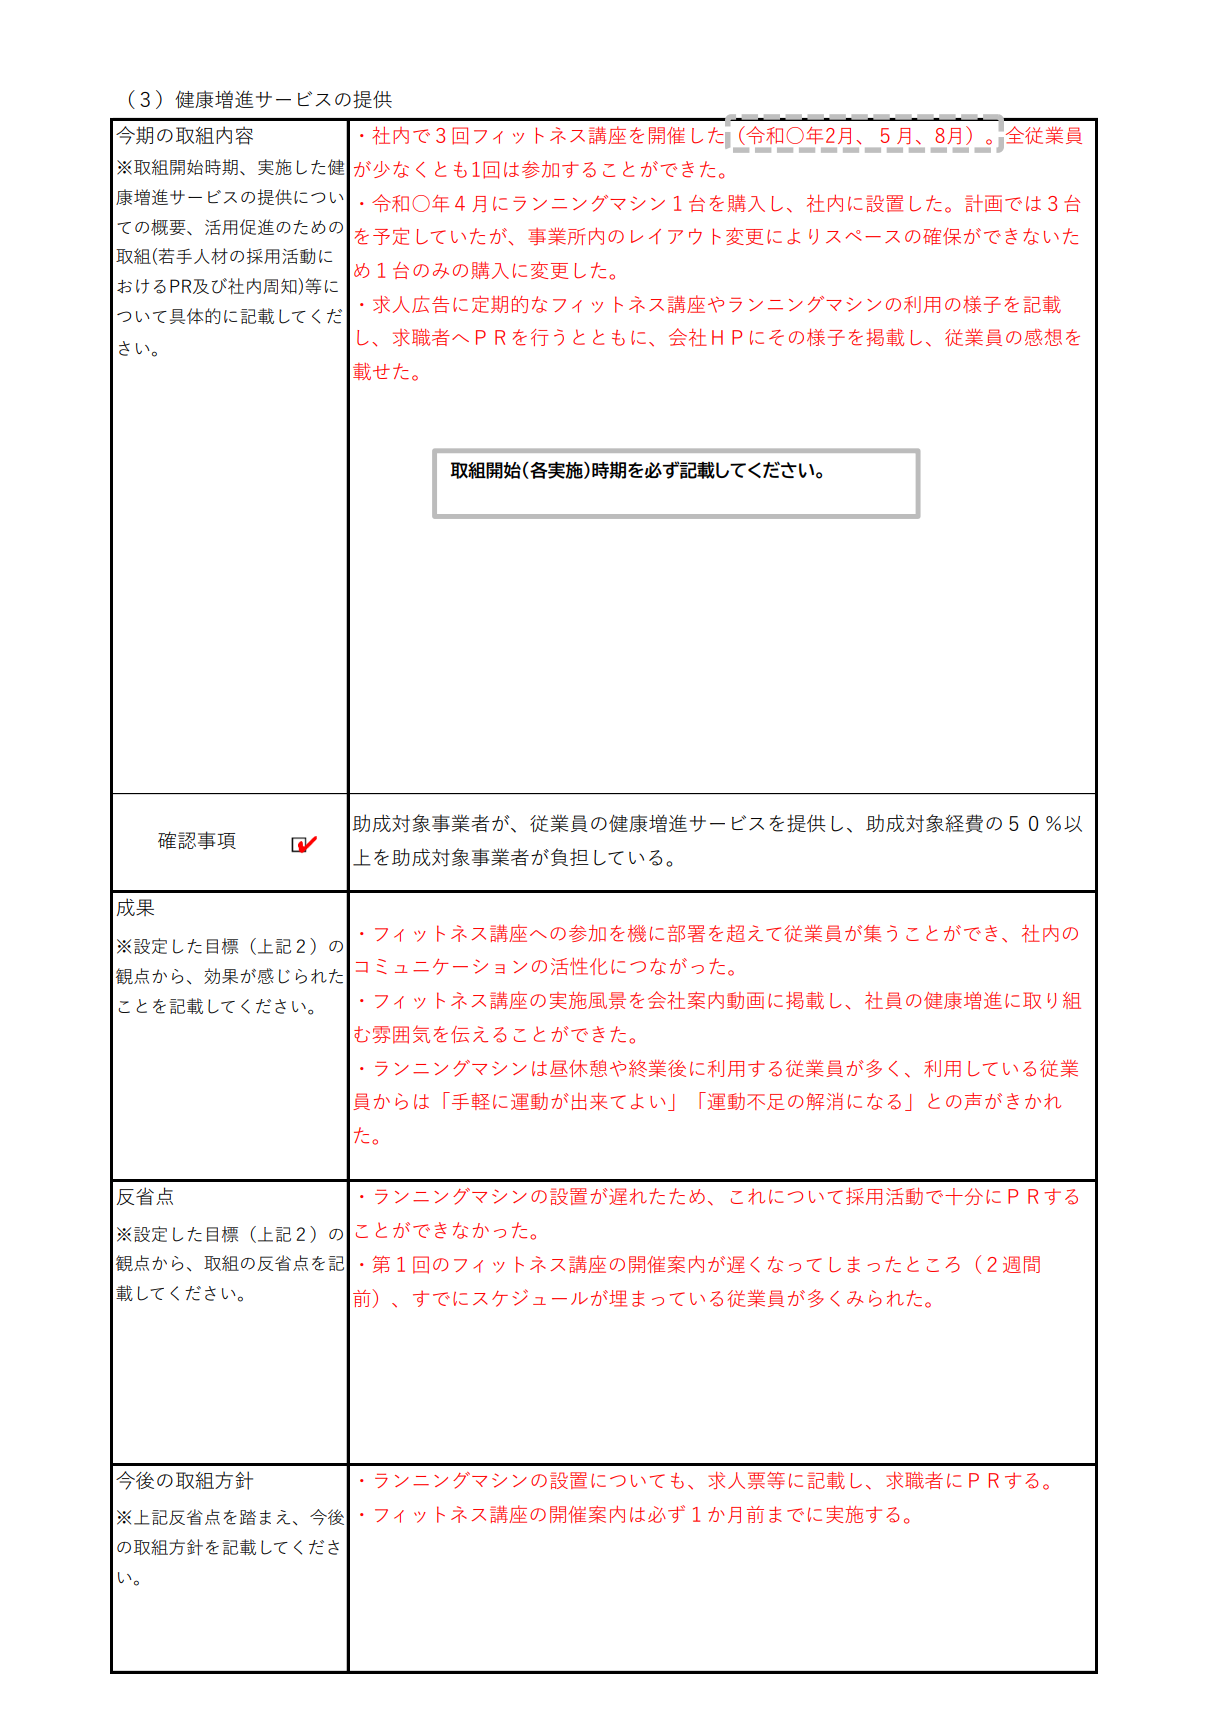 （３）健康増進サービスの提供
今期の取組内容
※取組開始時期、実施した健
康増進サービスの提供につい
ての概要、活用促進のための
取組(若手人材の採用活動に
おけるPR及び社内周知)等に
ついて具体的に記載してくだ
さい。
・社内で３回フィットネス講座を開催した（令和〇年2月、５月、8月）。全従業員
が少なくとも1回は参加することができた。
・令和〇年４月にランニングマシン１台を購入し、社内に設置した。計画では３台
を予定していたが、事業所内のレイアウト変更によりスペースの確保ができないた
め１台のみの購入に変更した。
・求人広告に定期的なフィットネス講座やランニングマシンの利用の様子を記載
し、求職者へＰＲを行うとともに、会社ＨＰにその様子を掲載し、従業員の感想を
載せた。
取組開始（各実施）時期を必ず記載してください。
確認事項
助成対象事業者が、従業員の健康増進サービスを提供し、助成対象経費の５０％以
上を助成対象事業者が負担している。
成果
※設定した目標（上記２）の
観点から、効果が感じられた
ことを記載してください。
・フィットネス講座への参加を機に部署を超えて従業員が集うことができ、社内の
コミュニケーションの活性化につながった。
・フィットネス講座の実施風景を会社案内動画に掲載し、社員の健康増進に取り組
む雰囲気を伝えることができた。
・ランニングマシンは昼休憩や終業後に利用する従業員が多く、利用している従業
員からは「手軽に運動が出来てよい」「運動不足の解消になる」との声がきかれ
た。
反省点
※設定した目標（上記２）の
観点から、取組の反省点を記
載してください。
・ランニングマシンの設置が遅れたため、これについて採用活動で十分にＰＲする
ことができなかった。
・第１回のフィットネス講座の開催案内が遅くなってしまったところ（２週間
前）、すでにスケジュールが埋まっている従業員が多くみられた。
今後の取組方針
※上記反省点を踏まえ、今後
の取組方針を記載してくださ
い。
・ランニングマシンの設置についても、求人票等に記載し、求職者にＰＲする。
・フィットネス講座の開催案内は必ず１か月前までに実施する。